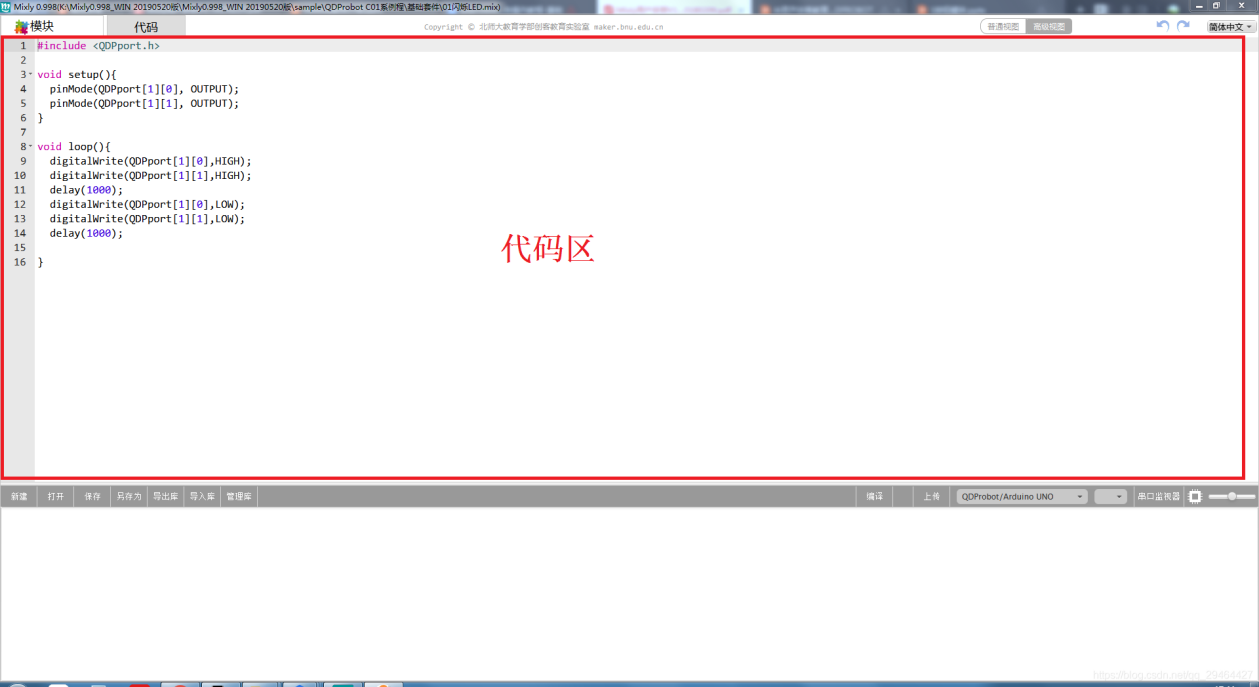 Mixly 0.998(K:\Mixly0.998_WIN 20190520版\Mixly0.998_WIN 20190520版\sample\QDProbot C01系例程\基础套件\01闪烁LED.mix)
模块 代码 Copyright © 北师大教育学部创客教育实验室 maker.bnu.edu.cn 普通视图 高级视图 简体中文
1 #include <QDPport.h>
2
3 void setup(){
4 pinMode(QDPport[1][0], OUTPUT);
5 pinMode(QDPport[1][1], OUTPUT);
6 }
7
8 void loop(){
9 digitalWrite(QDPport[1][0],HIGH);
10 digitalWrite(QDPport[1][1],HIGH);
11 delay(1000);
12 digitalWrite(QDPport[1][0],LOW);
13 digitalWrite(QDPport[1][1],LOW);
14 delay(1000);
15
16 }
代码区
新建 打开 保存 另存为 导出库 导入库 管理库 编译 上传 QDProbot/Arduino UNO 串口监视器